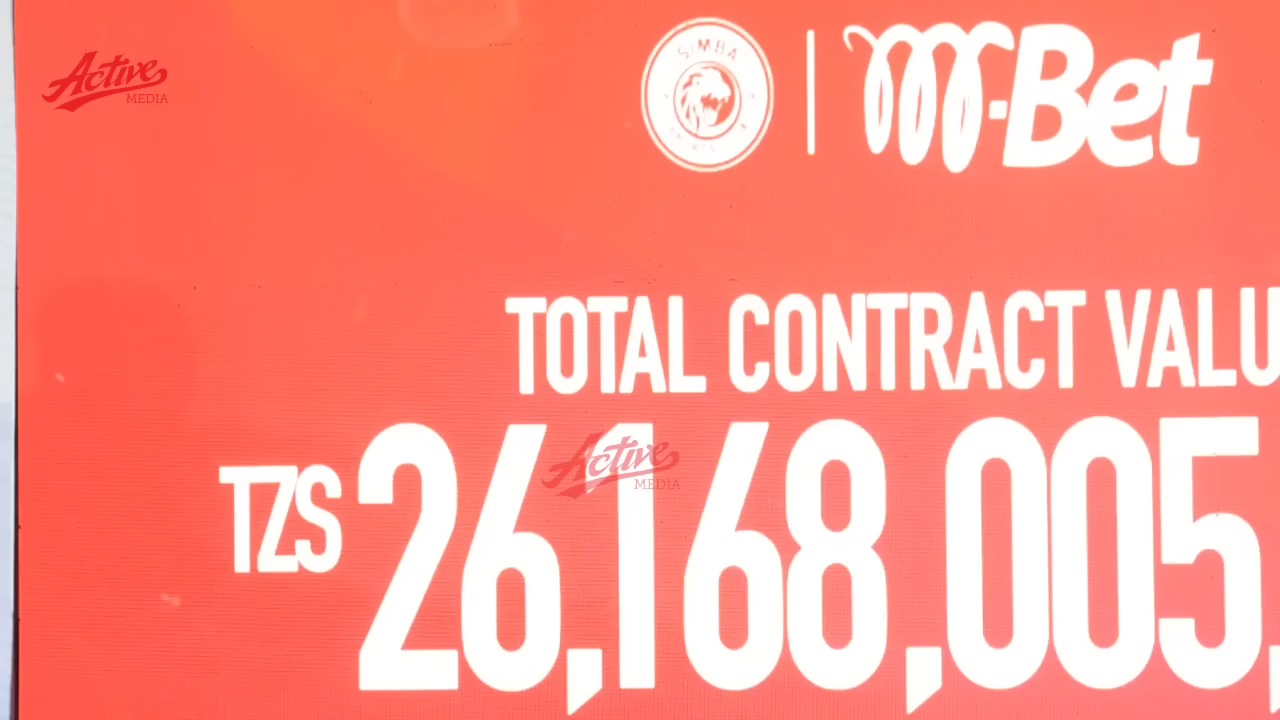 Active
MEDIA
SIMBA
M-Bet
TOTAL CONTRACT VALU
TZS 26,168,005,
Active
MEDIA